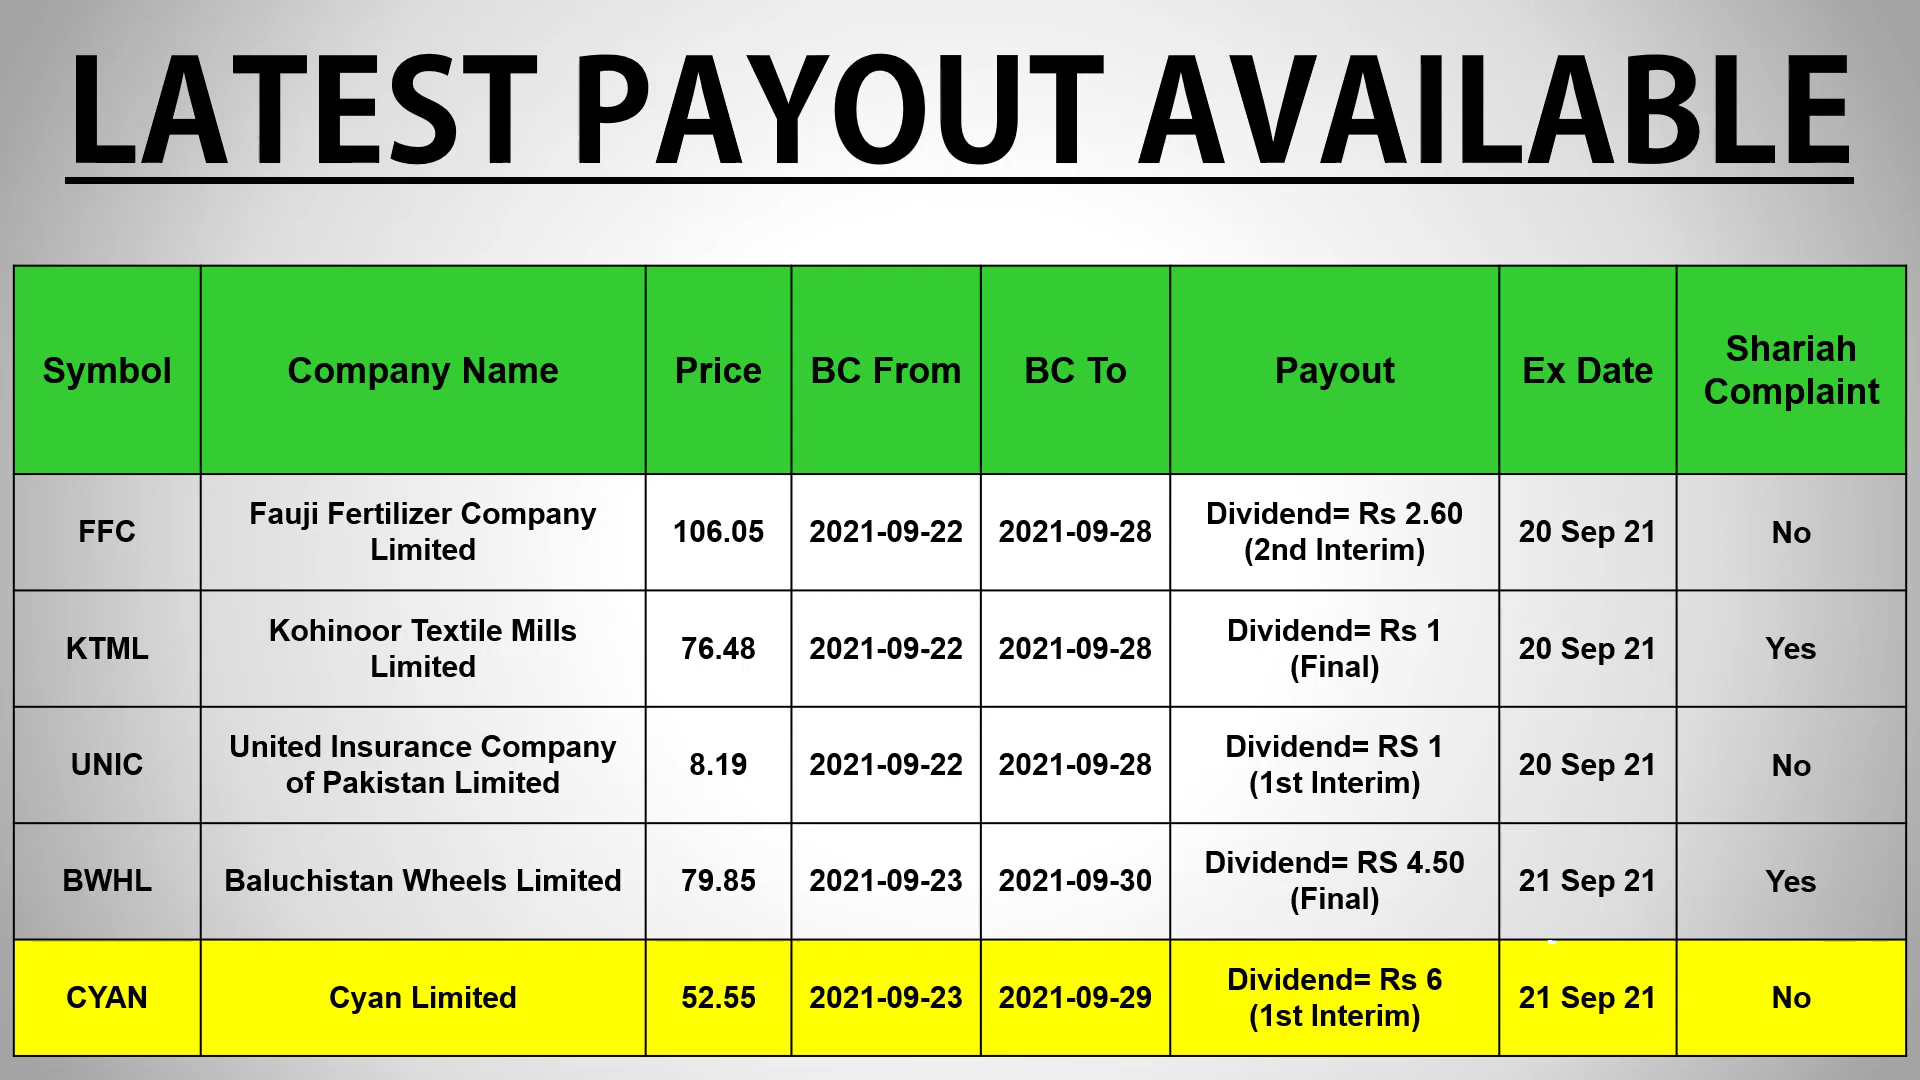 LATEST PAYOUT AVAILABLE
Symbol Company Name Price BC From BC To Payout Ex Date Shariah Complaint
FFC Fauji Fertilizer Company Limited 106.05 2021-09-22 2021-09-28 Dividend= Rs 2.60 (2nd Interim) 20 Sep 21 No
KTML Kohinoor Textile Mills Limited 76.48 2021-09-22 2021-09-28 Dividend= Rs 1 (Final) 20 Sep 21 Yes
UNIC United Insurance Company of Pakistan Limited 8.19 2021-09-22 2021-09-28 Dividend= RS 1 (1st Interim) 20 Sep 21 No
BWHL Baluchistan Wheels Limited 79.85 2021-09-23 2021-09-30 Dividend= RS 4.50 (Final) 21 Sep 21 Yes
CYAN Cyan Limited 52.55 2021-09-23 2021-09-29 Dividend= Rs 6 (1st Interim) 21 Sep 21 No